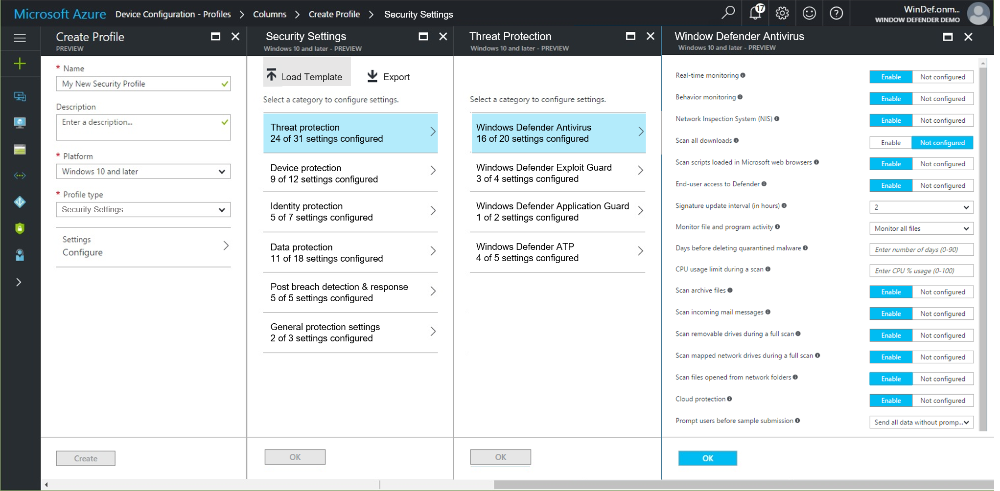 Microsoft Azure Device Configuration - Profiles > Columns > Create Profile > Security Settings
17
WinDef.onm...
WINDOW DEFENDER DEMO
Create Profile
PREVIEW
* Name
My New Security Profile
Description
Enter a description...
* Platform
Windows 10 and later
* Profile type
Security Settings
Settings
Configure
Create
Security Settings
Windows 10 and later - PREVIEW
Load Template
Export
Select a category to configure settings.
Threat protection
24 of 31 settings configured
Device protection
9 of 12 settings configured
Identity protection
5 of 7 settings configured
Data protection
11 of 18 settings configured
Post breach detection & response
5 of 5 settings configured
General protection settings
2 of 3 settings configured
OK
Threat Protection
Windows 10 and later - PREVIEW
Select a category to configure settings.
Windows Defender Antivirus
16 of 20 settings configured
Windows Defender Exploit Guard
3 of 4 settings configured
Windows Defender Application Guard
1 of 2 settings configured
Windows Defender ATP
4 of 5 settings configured
OK
Window Defender Antivirus
Windows 10 and later - PREVIEW
Real-time monitoring Enable Not configured
Behavior monitoring Enable Not configured
Network Inspection System (NIS) Enable Not configured
Scan all downloads Enable Not configured
Scan scripts loaded in Microsoft web browsers Enable Not configured
End-user access to Defender Enable Not configured
Signature update interval (in hours) 2
Monitor file and program activity Monitor all files
Days before deleting quarantined malware Enter number of days (0-90)
CPU usage limit during a scan Enter CPU % usage (0-100)
Scan archive files Enable Not configured
Scan incoming mail messages Enable Not configured
Scan removable drives during a full scan Enable Not configured
Scan mapped network drives during a full scan Enable Not configured
Scan files opened from network folders Enable Not configured
Cloud protection Enable Not configured
Prompt users before sample submission Send all data without promp...
OK